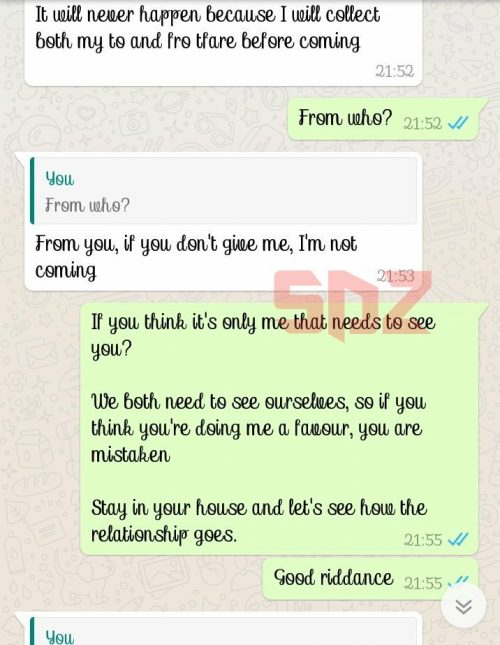 It will never happen because I will collect
both my to and fro tfare before coming
21:52
From who? 21:52
You
From who?
From you, if you don't give me, I'm not
coming
21:53
SDZ
If you think it's only me that needs to see
you?
We both need to see ourselves, so if you
think you're doing me a favour, you are
mistaken
Stay in your house and let's see how the
relationship goes.
21:55
Good riddance 21:55
You